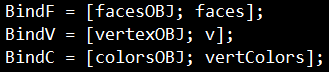 BindF = [facesOBJ; faces];
BindV = [vertexOBJ; v];
BindC = [colorsOBJ; vertColors];